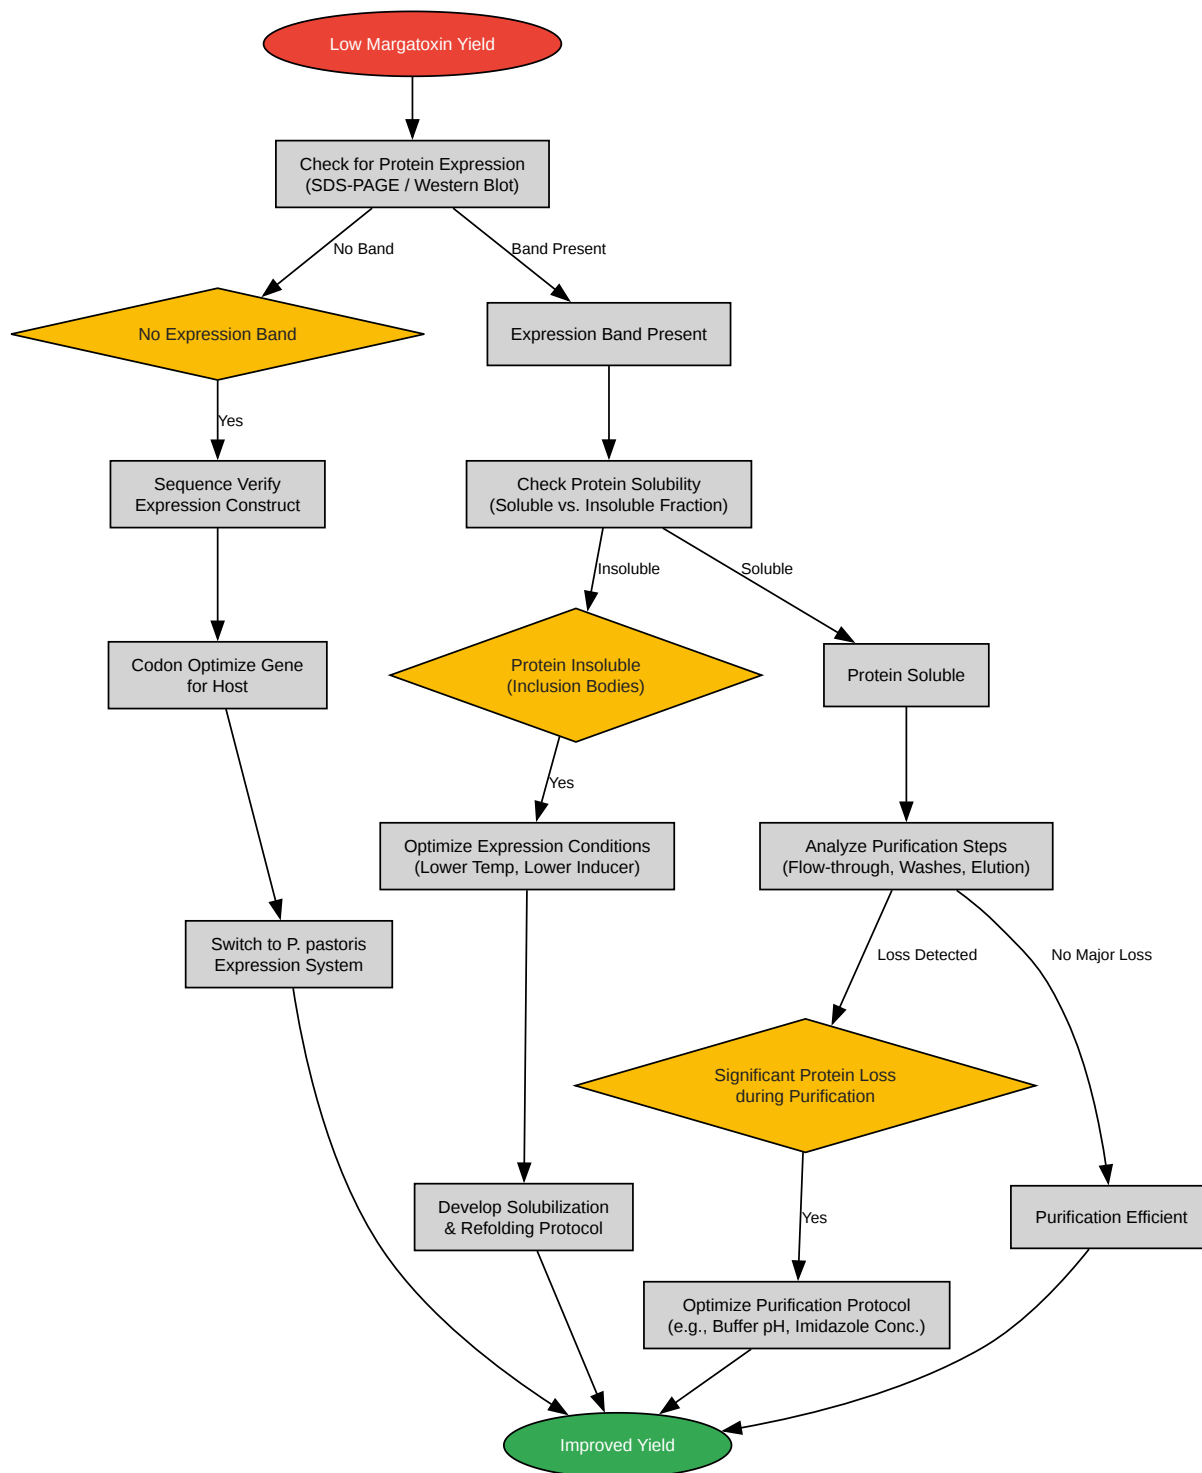 Low Margatoxin Yield
Check for Protein Expression
(SDS-PAGE / Western Blot)
No Band
Band Present
No Expression Band
Expression Band Present
Yes
Sequence Verify
Expression Construct
Check Protein Solubility
(Soluble vs. Insoluble Fraction)
Insoluble
Soluble
Codon Optimize Gene
for Host
Protein Insoluble
(Inclusion Bodies)
Protein Soluble
Yes
Optimize Expression Conditions
(Lower Temp, Lower Inducer)
Analyze Purification Steps
(Flow-through, Washes, Elution)
Switch to P. pastoris
Expression System
Loss Detected
No Major Loss
Significant Protein Loss
during Purification
Develop Solubilization
& Refolding Protocol
Yes
Purification Efficient
Optimize Purification Protocol
(e.g., Buffer pH, Imidazole Conc.)
Improved Yield